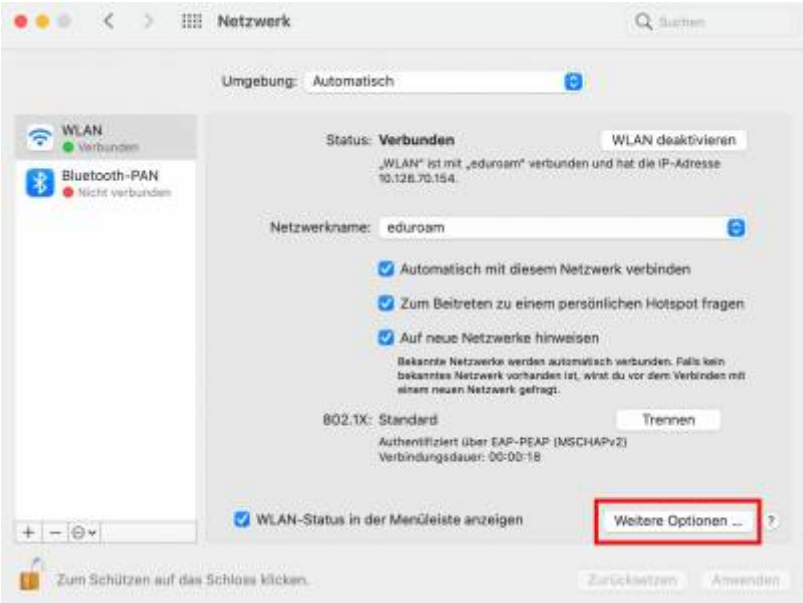 Netzwerk
Suchen
Umgebung: Automatisch
WLAN
Verbunden
Bluetooth-PAN
Nicht verbunden
Status: Verbunden
WLAN deaktivieren
„WLAN“ ist mit „eduroam“ verbunden und hat die IP-Adresse
10.128.70.154.
Netzwerkname: eduroam
Automatisch mit diesem Netzwerk verbinden
Zum Beitreten zu einem persönlichen Hotspot fragen
Auf neue Netzwerke hinweisen
Bekannte Netzwerke werden automatisch verbunden. Falls kein
bekanntes Netzwerk vorhanden ist, wirst du vor dem Verbinden mit
einem neuen Netzwerk gefragt.
802.1X: Standard
Trennen
Authentifiziert über EAP-PEAP (MSCHAPv2)
Verbindungsdauer: 00:00:18
WLAN-Status in der Menüleiste anzeigen
Weitere Optionen ...
?
Zum Schützen auf das Schloss klicken.
Zurücksetzen
Anwenden